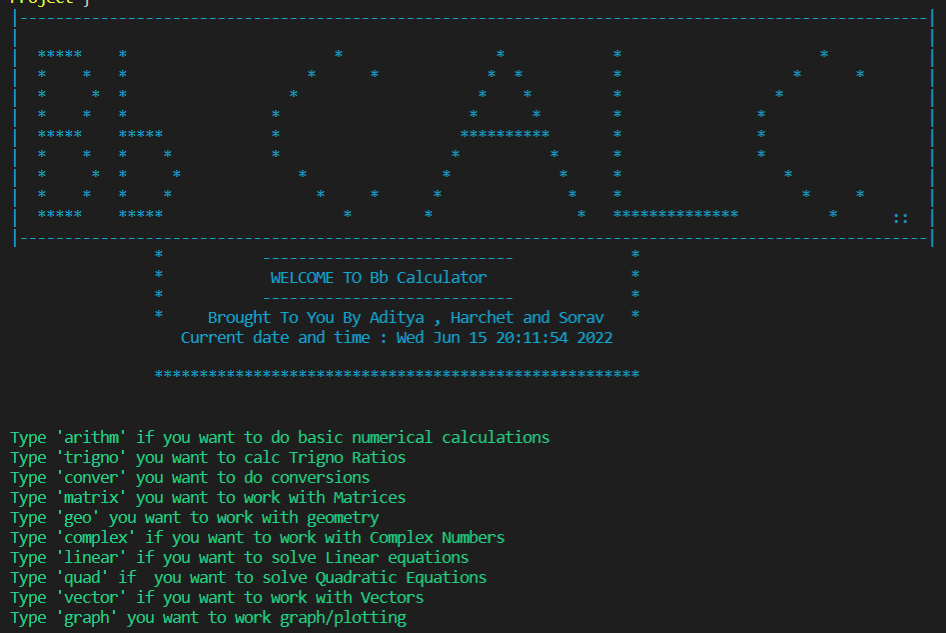 Project j
Bb CALC ::
WELCOME TO Bb Calculator
Brought To You By Aditya , Harchet and Sorav
Current date and time : Wed Jun 15 20:11:54 2022
Type 'arithm' if you want to do basic numerical calculations
Type 'trigno' you want to calc Trigno Ratios
Type 'conver' you want to do conversions
Type 'matrix' you want to work with Matrices
Type 'geo' you want to work with geometry
Type 'complex' if you want to work with Complex Numbers
Type 'linear' if you want to solve Linear equations
Type 'quad' if  you want to solve Quadratic Equations
Type 'vector' if you want to work with Vectors
Type 'graph' you want to work graph/plotting